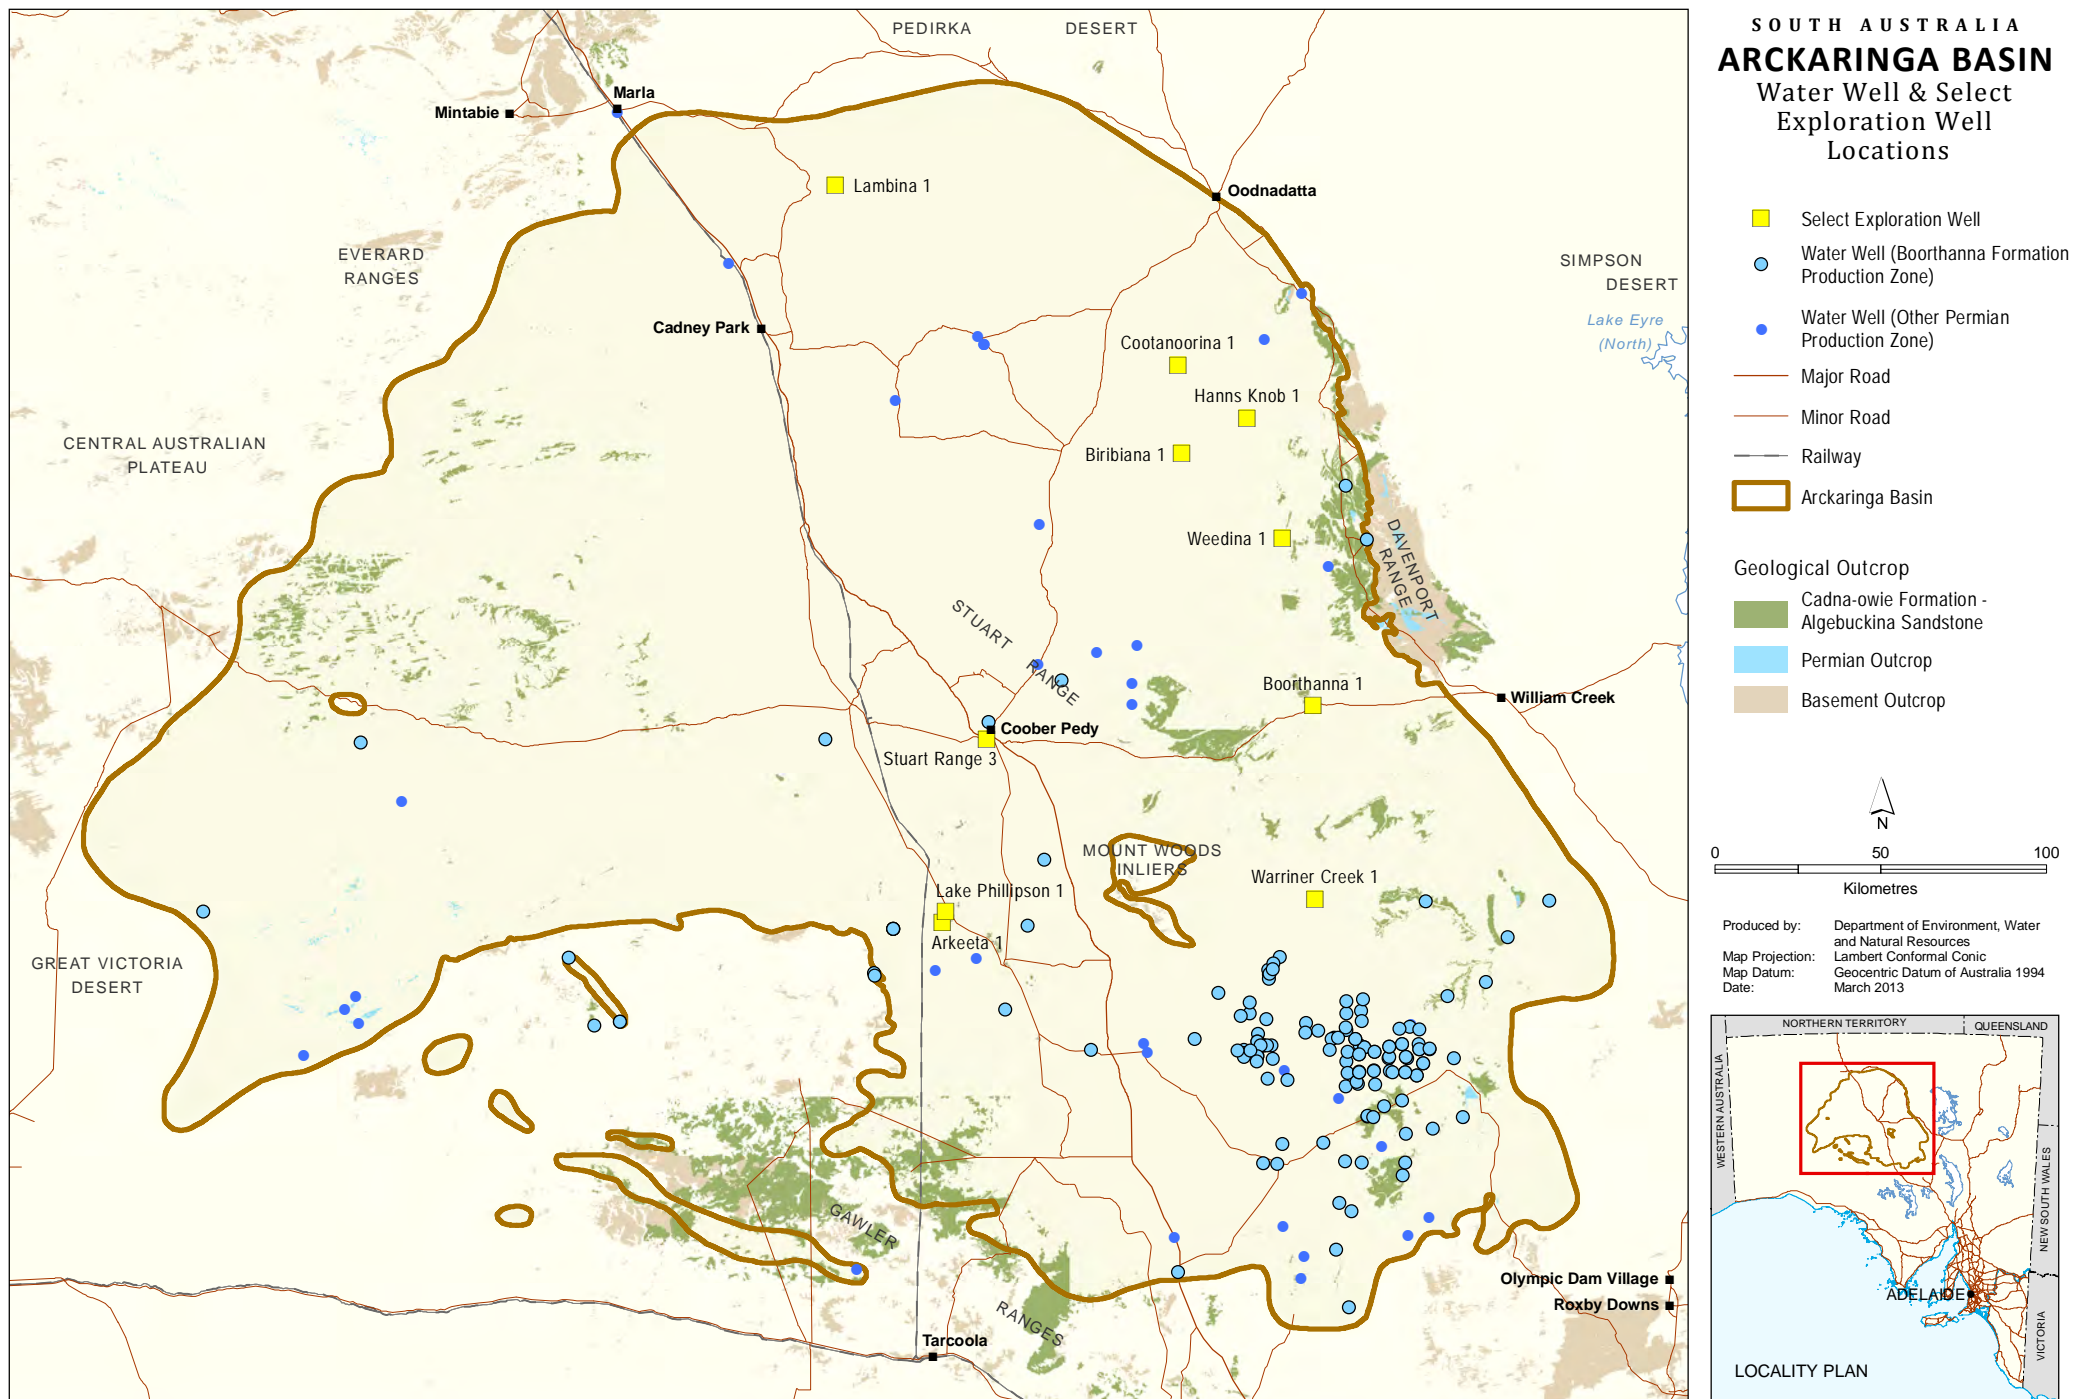 PEDIRKA DESERT
Marla
Mintabie
Lambina 1
Oodnadatta
EVERARD
RANGES
SIMPSON
DESERT
Lake Eyre
(North)
Cadney Park
Cootanoorina 1
Hanns Knob 1
CENTRAL AUSTRALIAN
PLATEAU
Biribiana 1
Weedina 1
DAVENPORT
RANGE
STUART
RANGE
Boorthanna 1
William Creek
Coober Pedy
Stuart Range 3
MOUNT WOODS
INLIERS
Lake Phillipson 1
Warriner Creek 1
Arkeeta 1
GREAT VICTORIA
DESERT
GAWLER
RANGES
Olympic Dam Village
Roxby Downs
Tarcoola
SOUTH AUSTRALIA
ARCKARINGA BASIN
Water Well & Select
Exploration Well
Locations
Select Exploration Well
Water Well (Boorthanna Formation
Production Zone)
Water Well (Other Permian
Production Zone)
Major Road
Minor Road
Railway
Arckaringa Basin
Geological Outcrop
Cadna-owie Formation -
Algebuckina Sandstone
Permian Outcrop
Basement Outcrop
N
0 50 100
Kilometres
Produced by: Department of Environment, Water
and Natural Resources
Map Projection: Lambert Conformal Conic
Map Datum: Geocentric Datum of Australia 1994
Date: March 2013
NORTHERN TERRITORY
QUEENSLAND
WESTERN AUSTRALIA
NEW SOUTH WALES
ADELAIDE
VICTORIA
LOCALITY PLAN